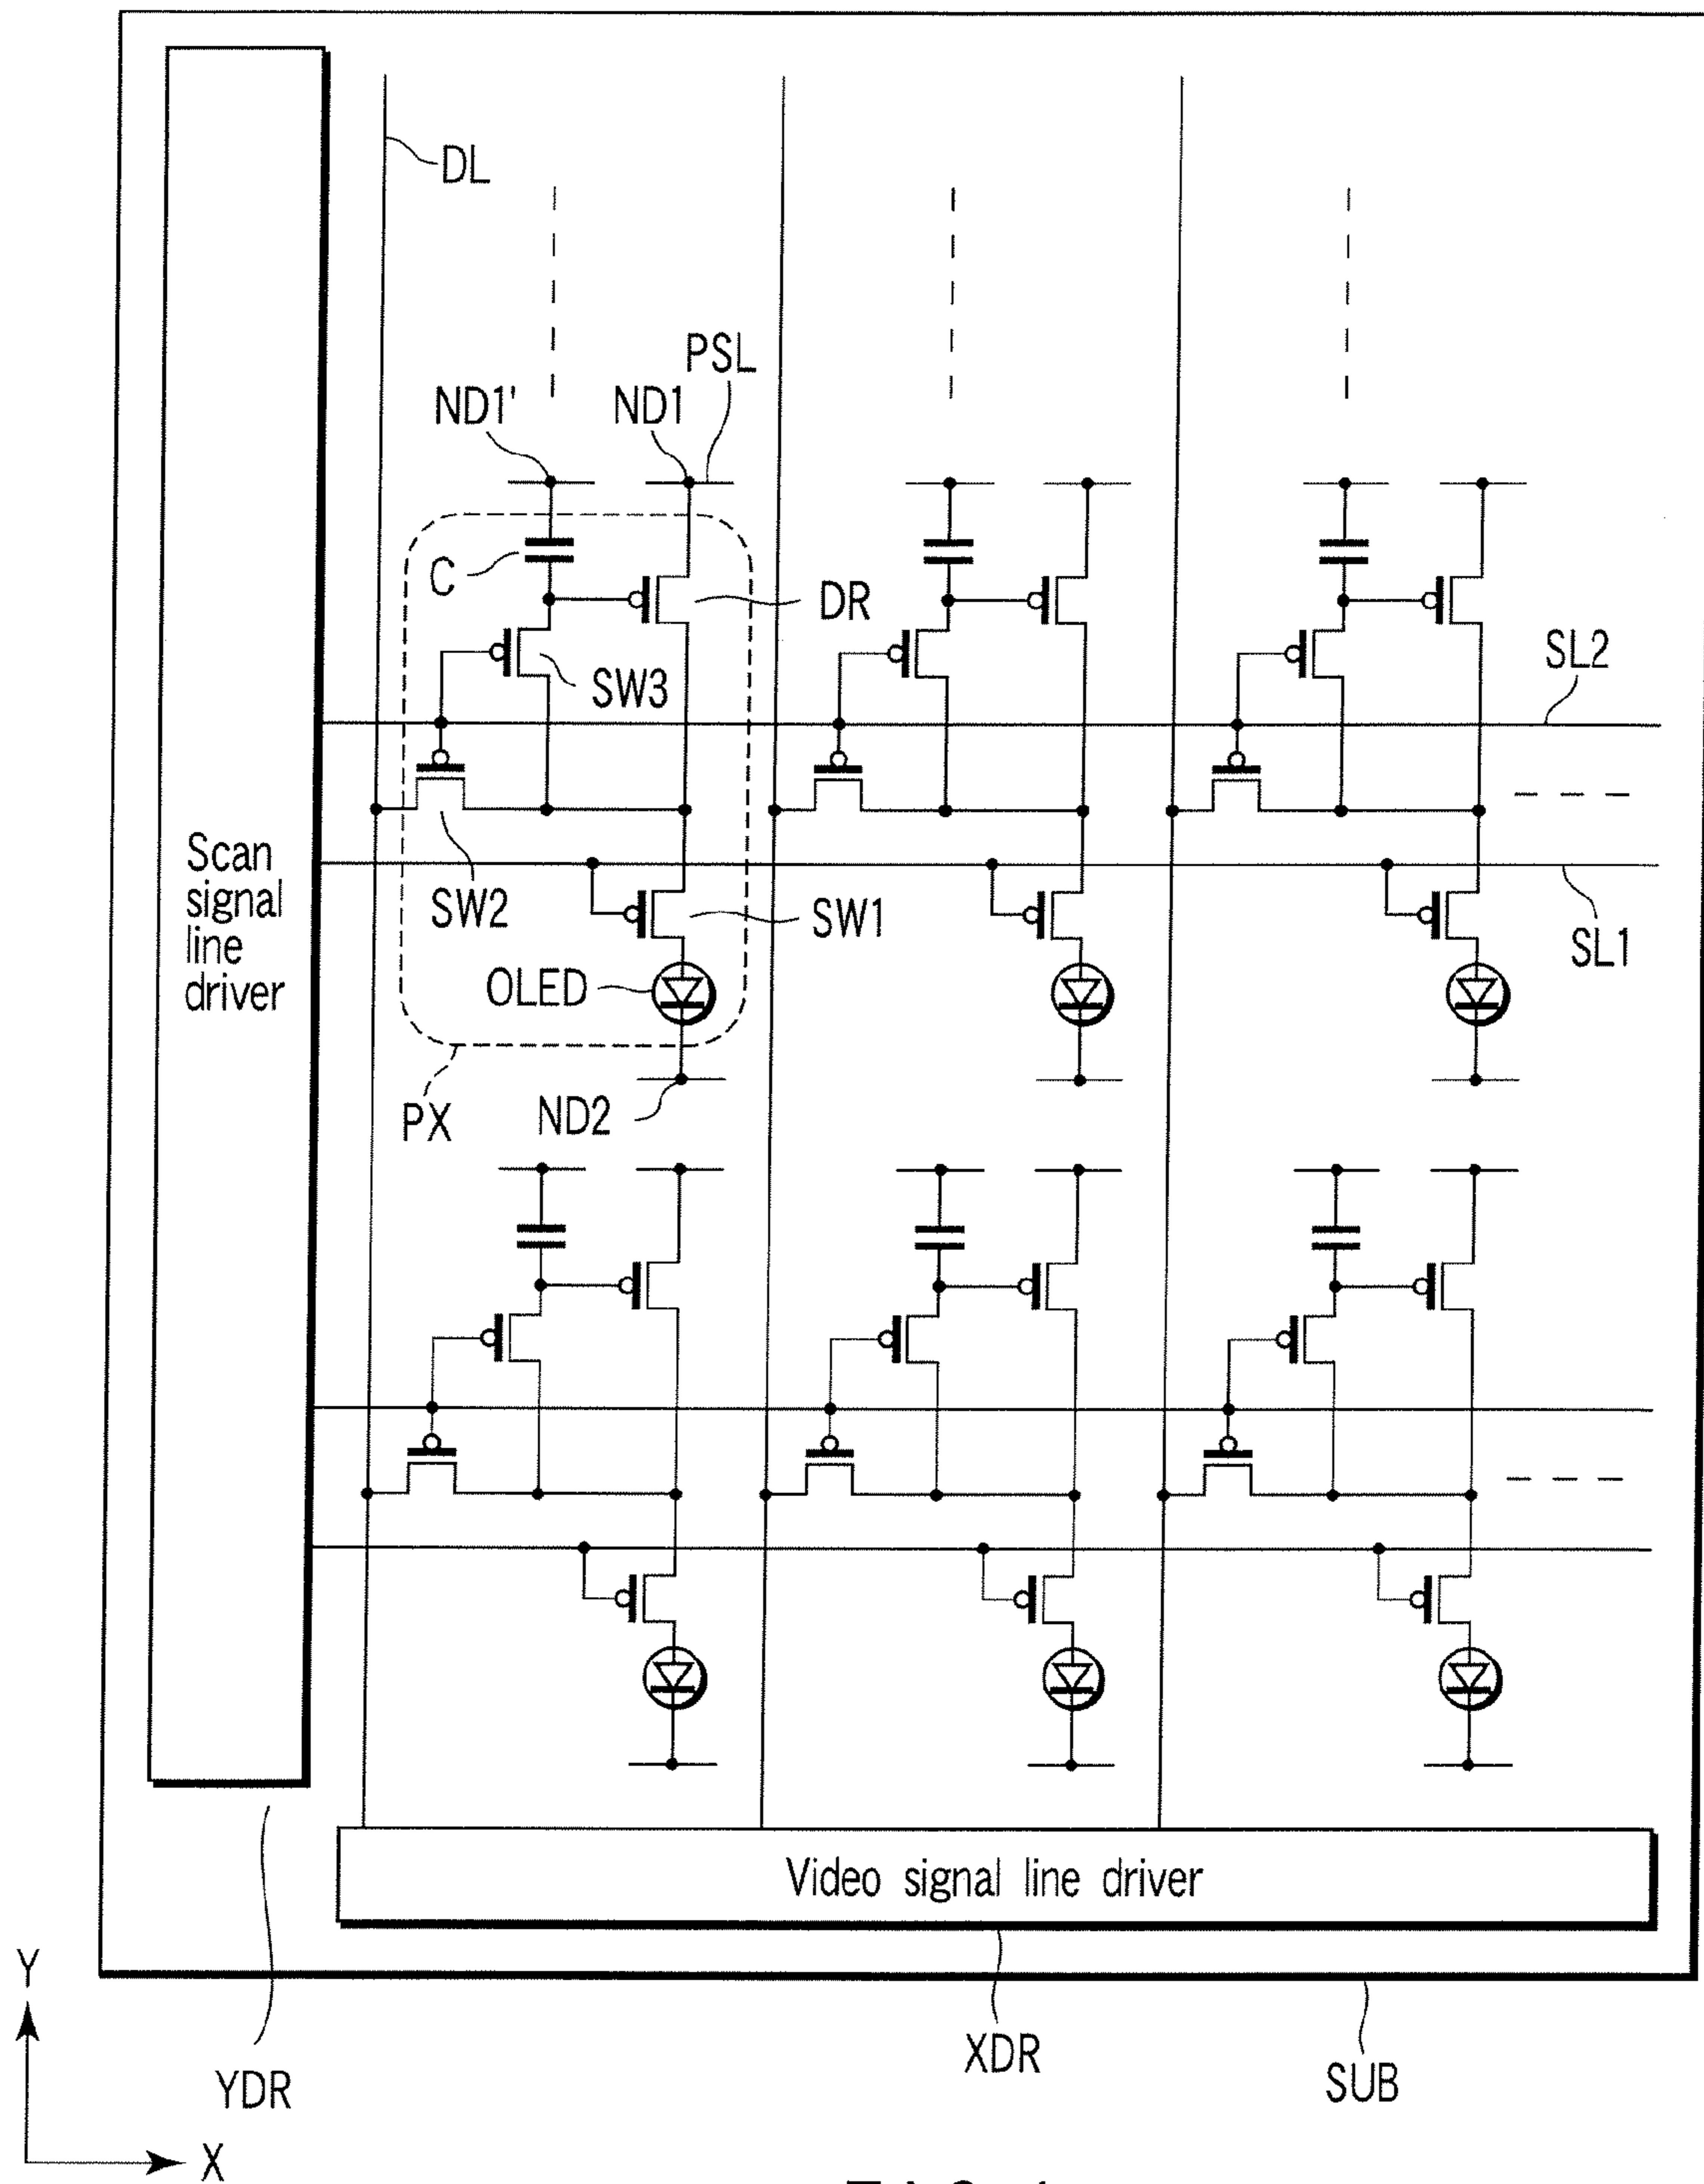 DL
PSL
ND1' ND1
C
DR
SW3
SL2
Scan
signal
line
driver
SW2
SW1
SL1
OLED
PX
ND2
Video signal line driver
Y
XDR
SUB
YDR
X